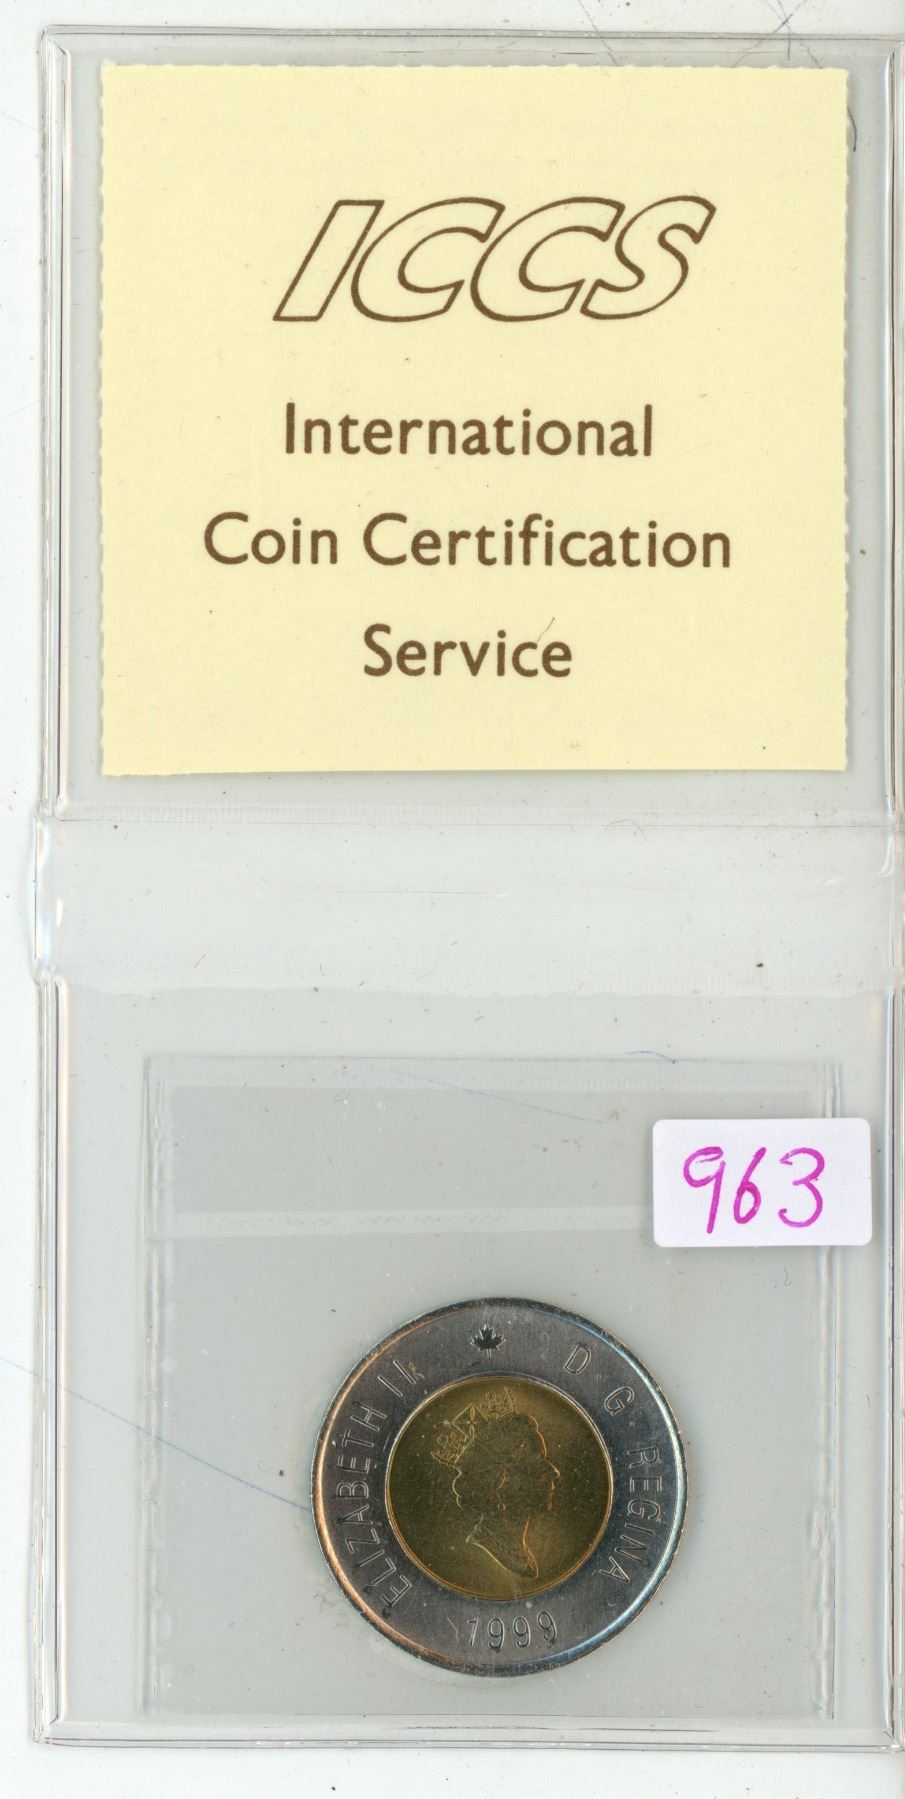 ICCS
International
Coin Certification
Service
963
ELIZABETH II D·G·REGINA
1999